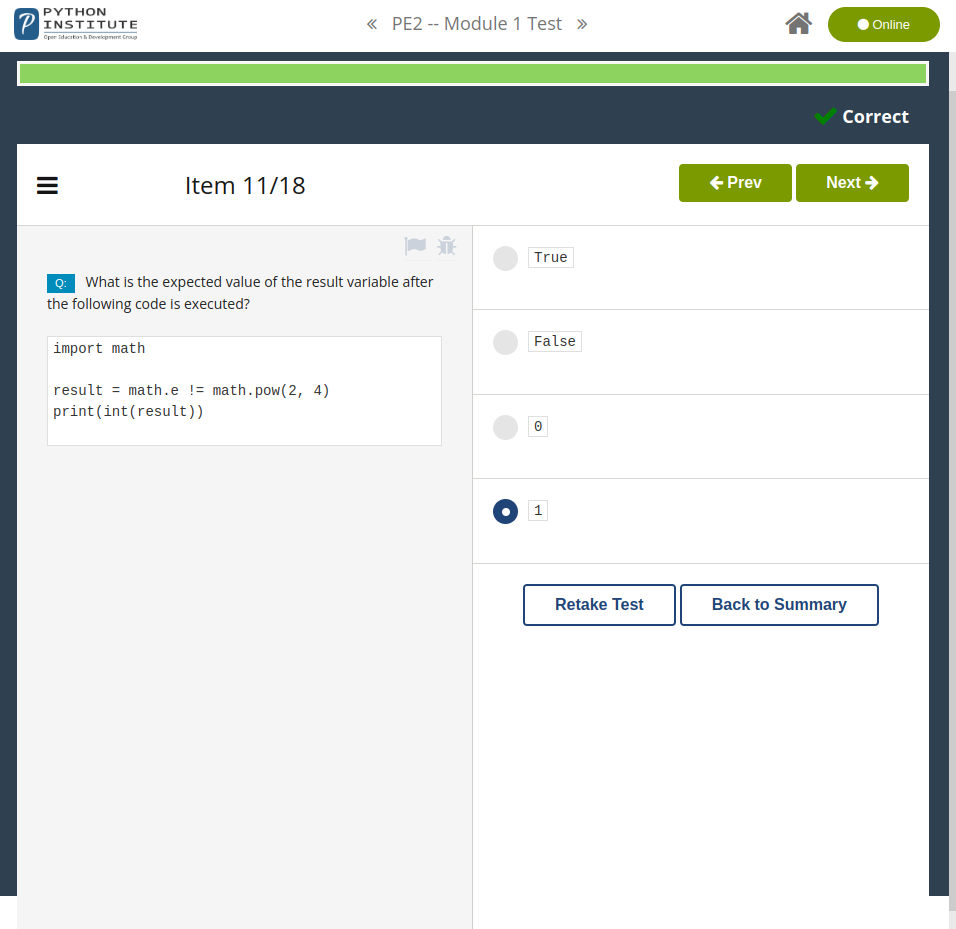 PYTHON
INSTITUTE
Open Education & Development Group
« PE2 -- Module 1 Test »
Online
Correct
Item 11/18
Prev
Next
Q: What is the expected value of the result variable after
the following code is executed?
import math
result = math.e != math.pow(2, 4)
print(int(result))
True
False
0
1
Retake Test
Back to Summary